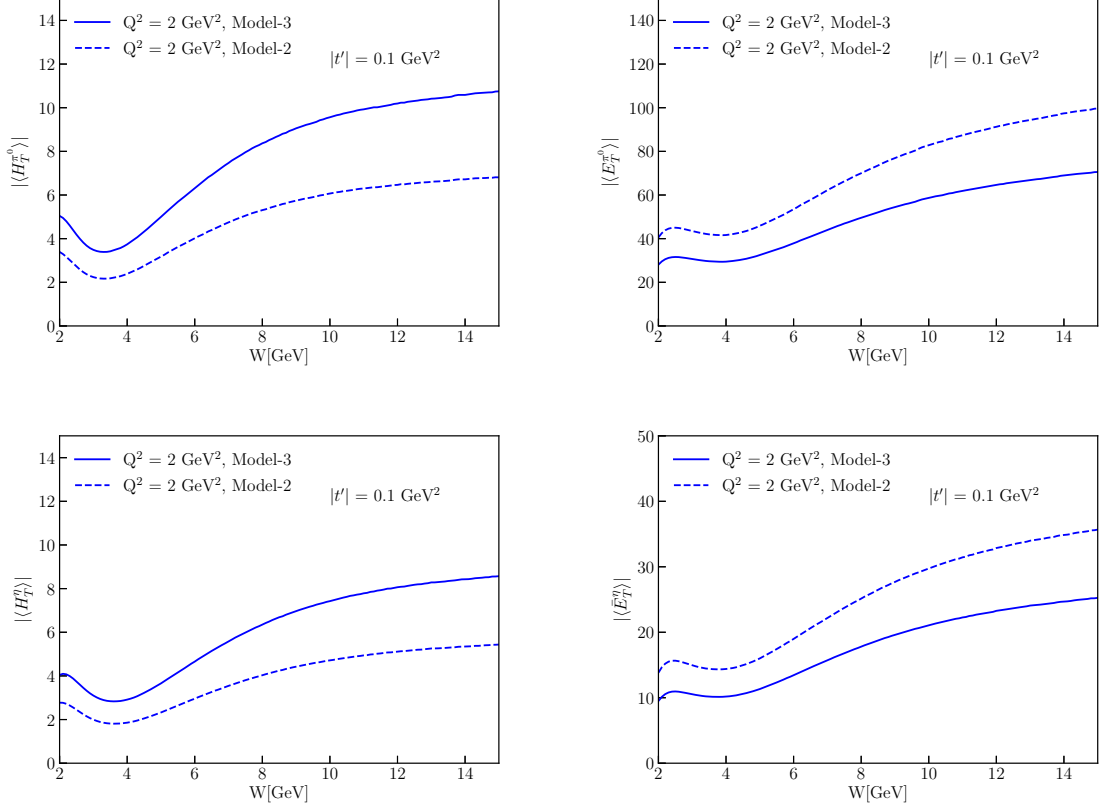 Q² = 2 GeV², Model-3
Q² = 2 GeV², Model-2
|t′| = 0.1 GeV²
|⟨H_T^{π⁰}⟩|
14
12
10
8
6
4
2
0
2 4 6 8 10 12 14
W[GeV]
Q² = 2 GeV², Model-3
Q² = 2 GeV², Model-2
|t′| = 0.1 GeV²
|⟨E_T^{π⁰}⟩|
140
120
100
80
60
40
20
0
2 4 6 8 10 12 14
W[GeV]
Q² = 2 GeV², Model-3
Q² = 2 GeV², Model-2
|t′| = 0.1 GeV²
|⟨H_T^η⟩|
14
12
10
8
6
4
2
0
2 4 6 8 10 12 14
W[GeV]
Q² = 2 GeV², Model-3
Q² = 2 GeV², Model-2
|t′| = 0.1 GeV²
|⟨Ē_T^η⟩|
50
40
30
20
10
0
2 4 6 8 10 12 14
W[GeV]